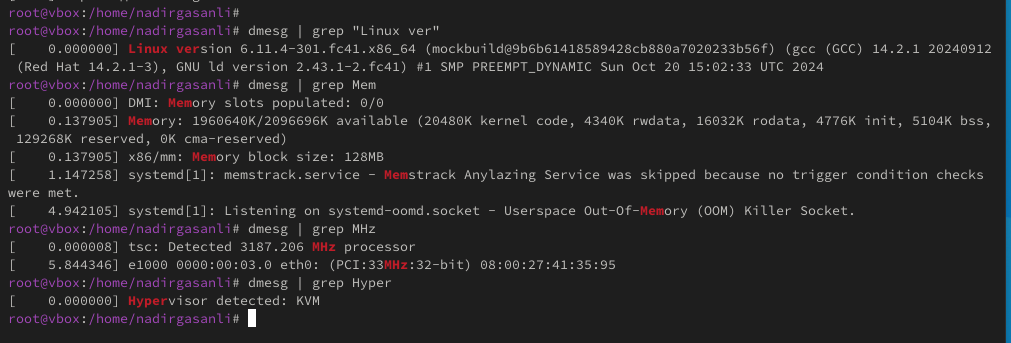 root@vbox:/home/nadirgasanli#
root@vbox:/home/nadirgasanli# dmesg | grep "Linux ver"
[    0.000000] Linux version 6.11.4-301.fc41.x86_64 (mockbuild@9b6b61418589428cb880a7020233b56f) (gcc (GCC) 14.2.1 20240912
(Red Hat 14.2.1-3), GNU ld version 2.43.1-2.fc41) #1 SMP PREEMPT_DYNAMIC Sun Oct 20 15:02:33 UTC 2024
root@vbox:/home/nadirgasanli# dmesg | grep Mem
[    0.000000] DMI: Memory slots populated: 0/0
[    0.137905] Memory: 1960640K/2096696K available (20480K kernel code, 4340K rwdata, 16032K rodata, 4776K init, 5104K bss,
129268K reserved, 0K cma-reserved)
[    0.137905] x86/mm: Memory block size: 128MB
[    1.147258] systemd[1]: memstrack.service - Memstrack Anylazing Service was skipped because no trigger condition checks
were met.
[    4.942105] systemd[1]: Listening on systemd-oomd.socket - Userspace Out-Of-Memory (OOM) Killer Socket.
root@vbox:/home/nadirgasanli# dmesg | grep MHz
[    0.000008] tsc: Detected 3187.206 MHz processor
[    5.844346] e1000 0000:00:03.0 eth0: (PCI:33MHz:32-bit) 08:00:27:41:35:95
root@vbox:/home/nadirgasanli# dmesg | grep Hyper
[    0.000000] Hypervisor detected: KVM
root@vbox:/home/nadirgasanli#